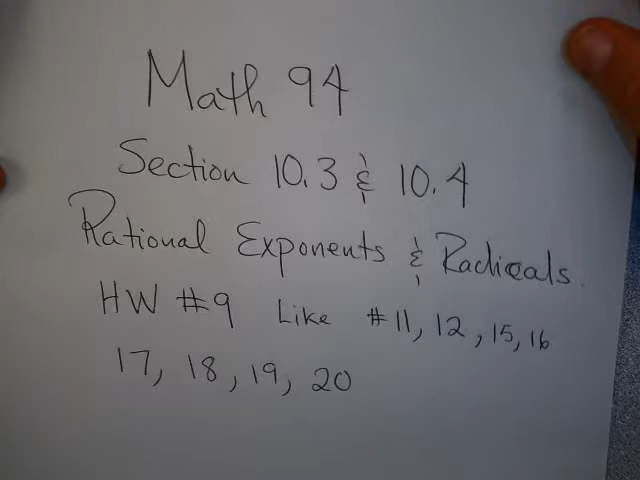 Math 94
Section 10.3 & 10.4
Rational Exponents & Radicals.
HW #9 Like #11, 12, 15, 16
17, 18, 19, 20